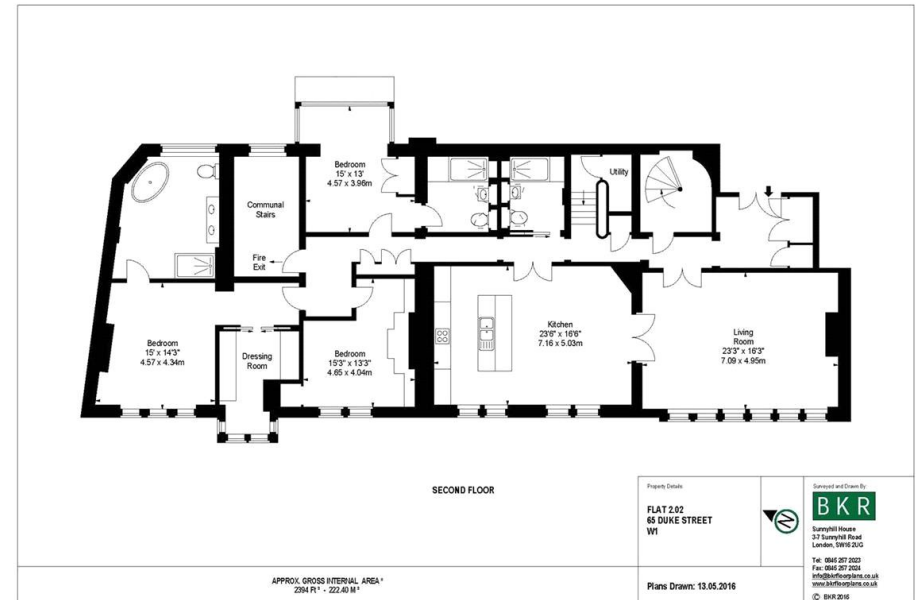 Bedroom
15' x 13'
4.57 x 3.96m
Utility
Communal
Stairs
Fire
Exit
Kitchen
23'6" x 16'6"
7.16 x 5.03m
Living
Room
23'3" x 16'3"
7.09 x 4.95m
Bedroom
15' x 14'3"
4.57 x 4.34m
Dressing
Room
Bedroom
15'3" x 13'3"
4.65 x 4.04m
SECOND FLOOR
Property Details
FLAT 2.02
65 DUKE STREET
W1
N
Surveyed and Drawn By
BKR
Sunnyhill House
3-7 Sunnyhill Road
London, SW16 2UG
Tel: 0845 257 2023
Fax: 0845 257 2024
info@bkrfloorplans.co.uk
www.bkrfloorplans.co.uk
© BKR 2016
APPROX. GROSS INTERNAL AREA*
2394 Ft² - 222.40 M²
Plans Drawn: 13.05.2016